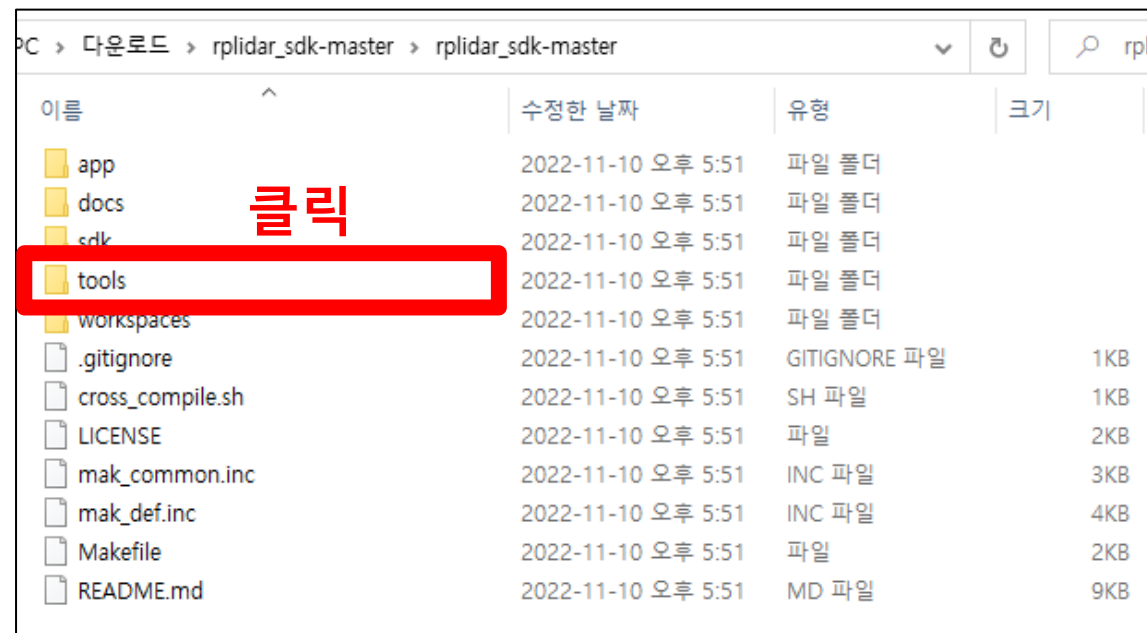 PC > 다운로드 > rplidar_sdk-master > rplidar_sdk-master rpl
이름 수정한 날짜 유형 크기
app 2022-11-10 오후 5:51 파일 폴더
docs 2022-11-10 오후 5:51 파일 폴더
클릭
sdk 2022-11-10 오후 5:51 파일 폴더
tools 2022-11-10 오후 5:51 파일 폴더
workspaces 2022-11-10 오후 5:51 파일 폴더
.gitignore 2022-11-10 오후 5:51 GITIGNORE 파일 1KB
cross_compile.sh 2022-11-10 오후 5:51 SH 파일 1KB
LICENSE 2022-11-10 오후 5:51 파일 2KB
mak_common.inc 2022-11-10 오후 5:51 INC 파일 3KB
mak_def.inc 2022-11-10 오후 5:51 INC 파일 4KB
Makefile 2022-11-10 오후 5:51 파일 2KB
README.md 2022-11-10 오후 5:51 MD 파일 9KB